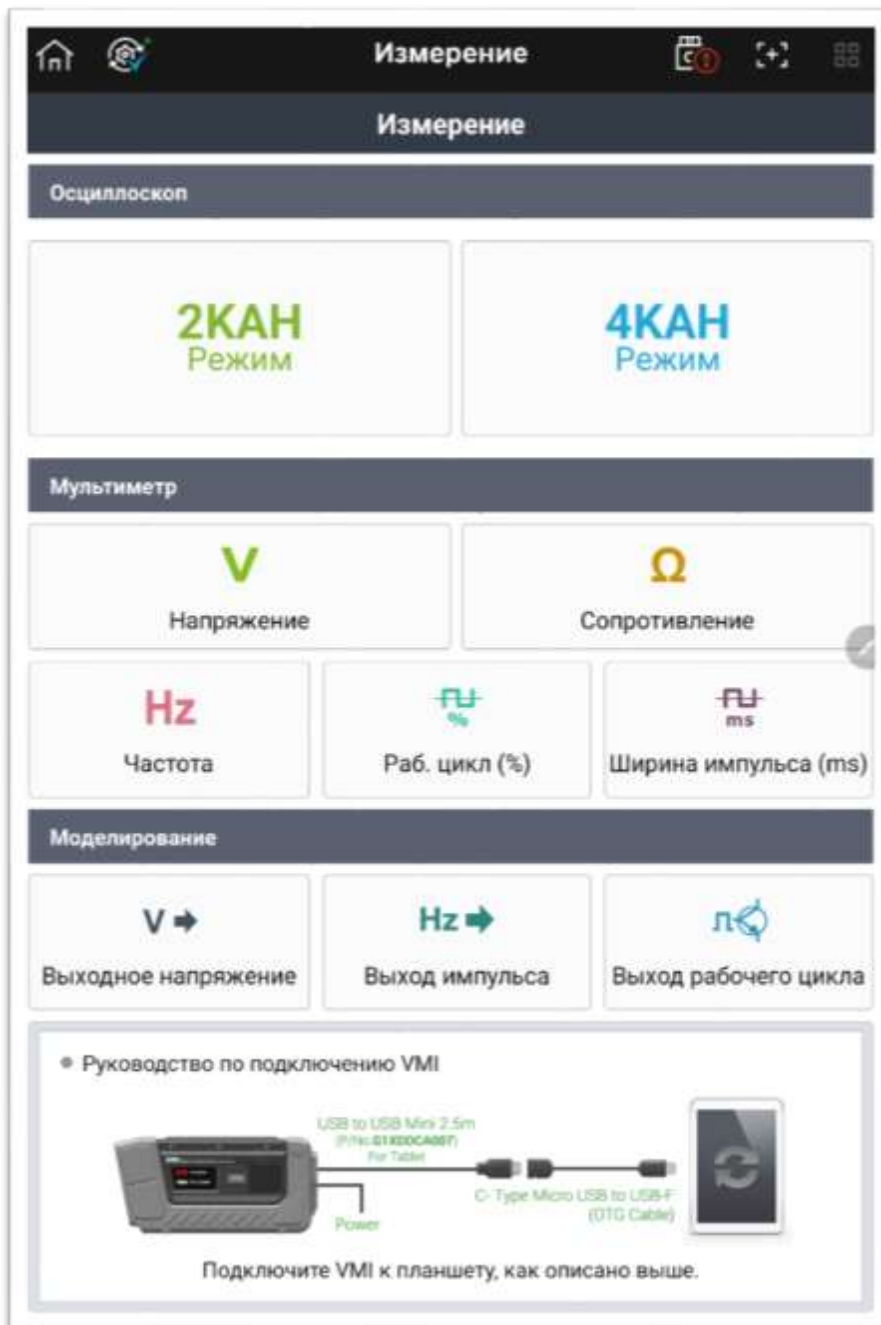 Измерение
Измерение
Осциллоскоп
2КАН
Режим
4КАН
Режим
Мультиметр
V
Напряжение
Ω
Сопротивление
Hz
Частота
%
Раб. цикл (%)
ms
Ширина импульса (ms)
Моделирование
V
Выходное напряжение
Hz
Выход импульса
Выход рабочего цикла
Руководство по подключению VMI
USB to USB Mini 2.5m
(P/No:G1XDDCA007)
For Tablet
C- Type Micro USB to USB-F
(OTG Cable)
Power
Подключите VMI к планшету, как описано выше.